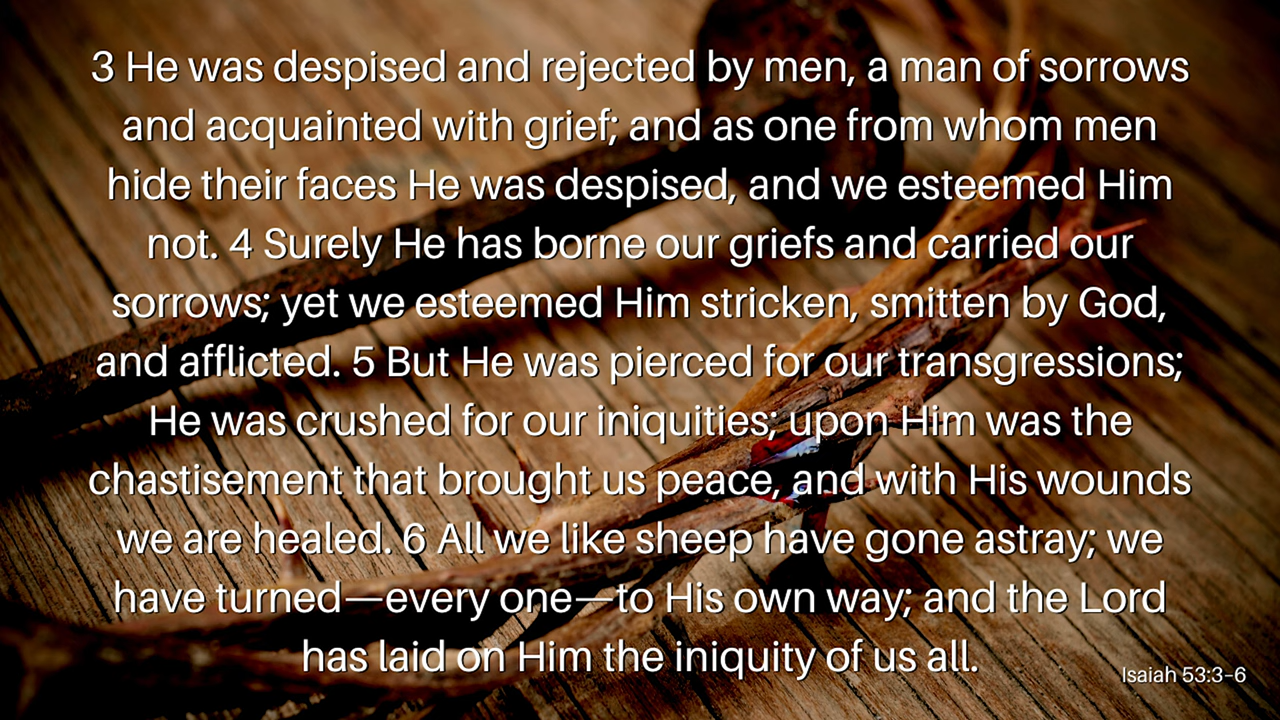 3 He was despised and rejected by men, a man of sorrows
and acquainted with grief; and as one from whom men
hide their faces He was despised, and we esteemed Him
not. 4 Surely He has borne our griefs and carried our
sorrows; yet we esteemed Him stricken, smitten by God,
and afflicted. 5 But He was pierced for our transgressions;
He was crushed for our iniquities; upon Him was the
chastisement that brought us peace, and with His wounds
we are healed. 6 All we like sheep have gone astray; we
have turned—every one—to His own way; and the Lord
has laid on Him the iniquity of us all.
Isaiah 53:3-6